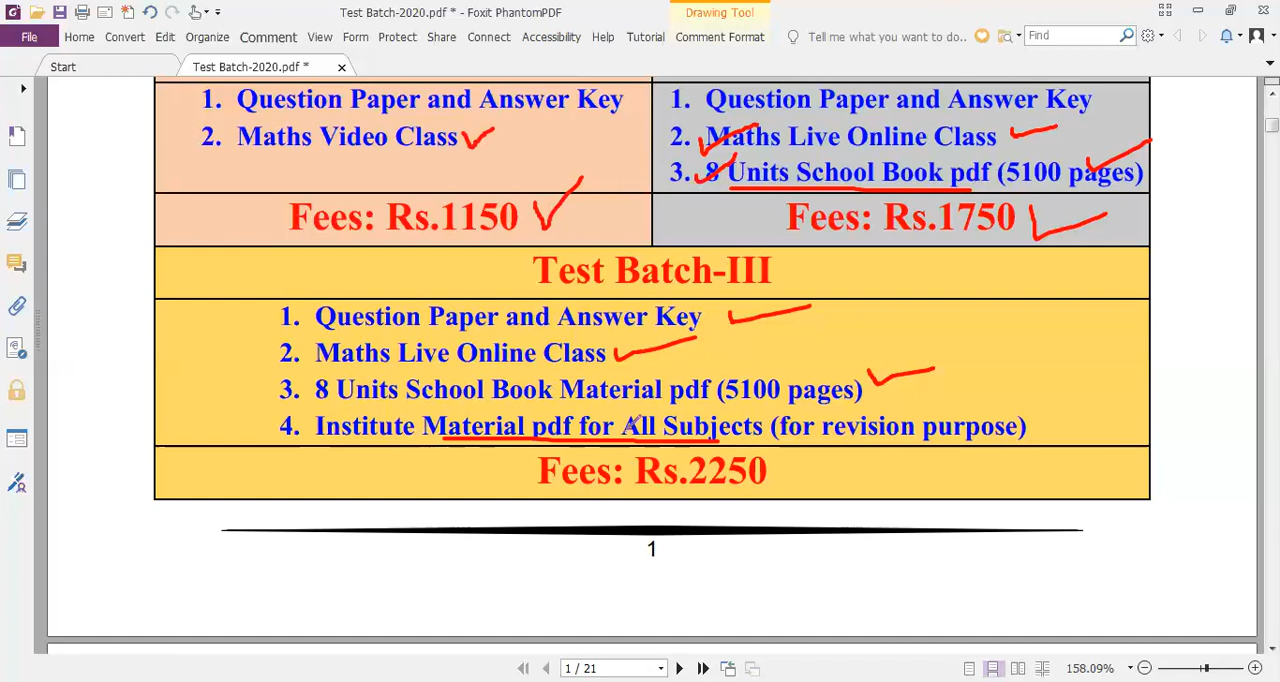 Test Batch-2020.pdf * - Foxit PhantomPDF
Drawing Tool
File Home Convert Edit Organize Comment View Form Protect Share Connect Accessibility Help Tutorial Comment Format Tell me what you want to do.. Find
Start Test Batch-2020.pdf *
1. Question Paper and Answer Key
2. Maths Video Class
1. Question Paper and Answer Key
2. Maths Live Online Class
3. 8 Units School Book pdf (5100 pages)
Fees: Rs.1150
Fees: Rs.1750
Test Batch-III
1. Question Paper and Answer Key
2. Maths Live Online Class
3. 8 Units School Book Material pdf (5100 pages)
4. Institute Material pdf for All Subjects (for revision purpose)
Fees: Rs.2250
1
1 / 21
158.09%